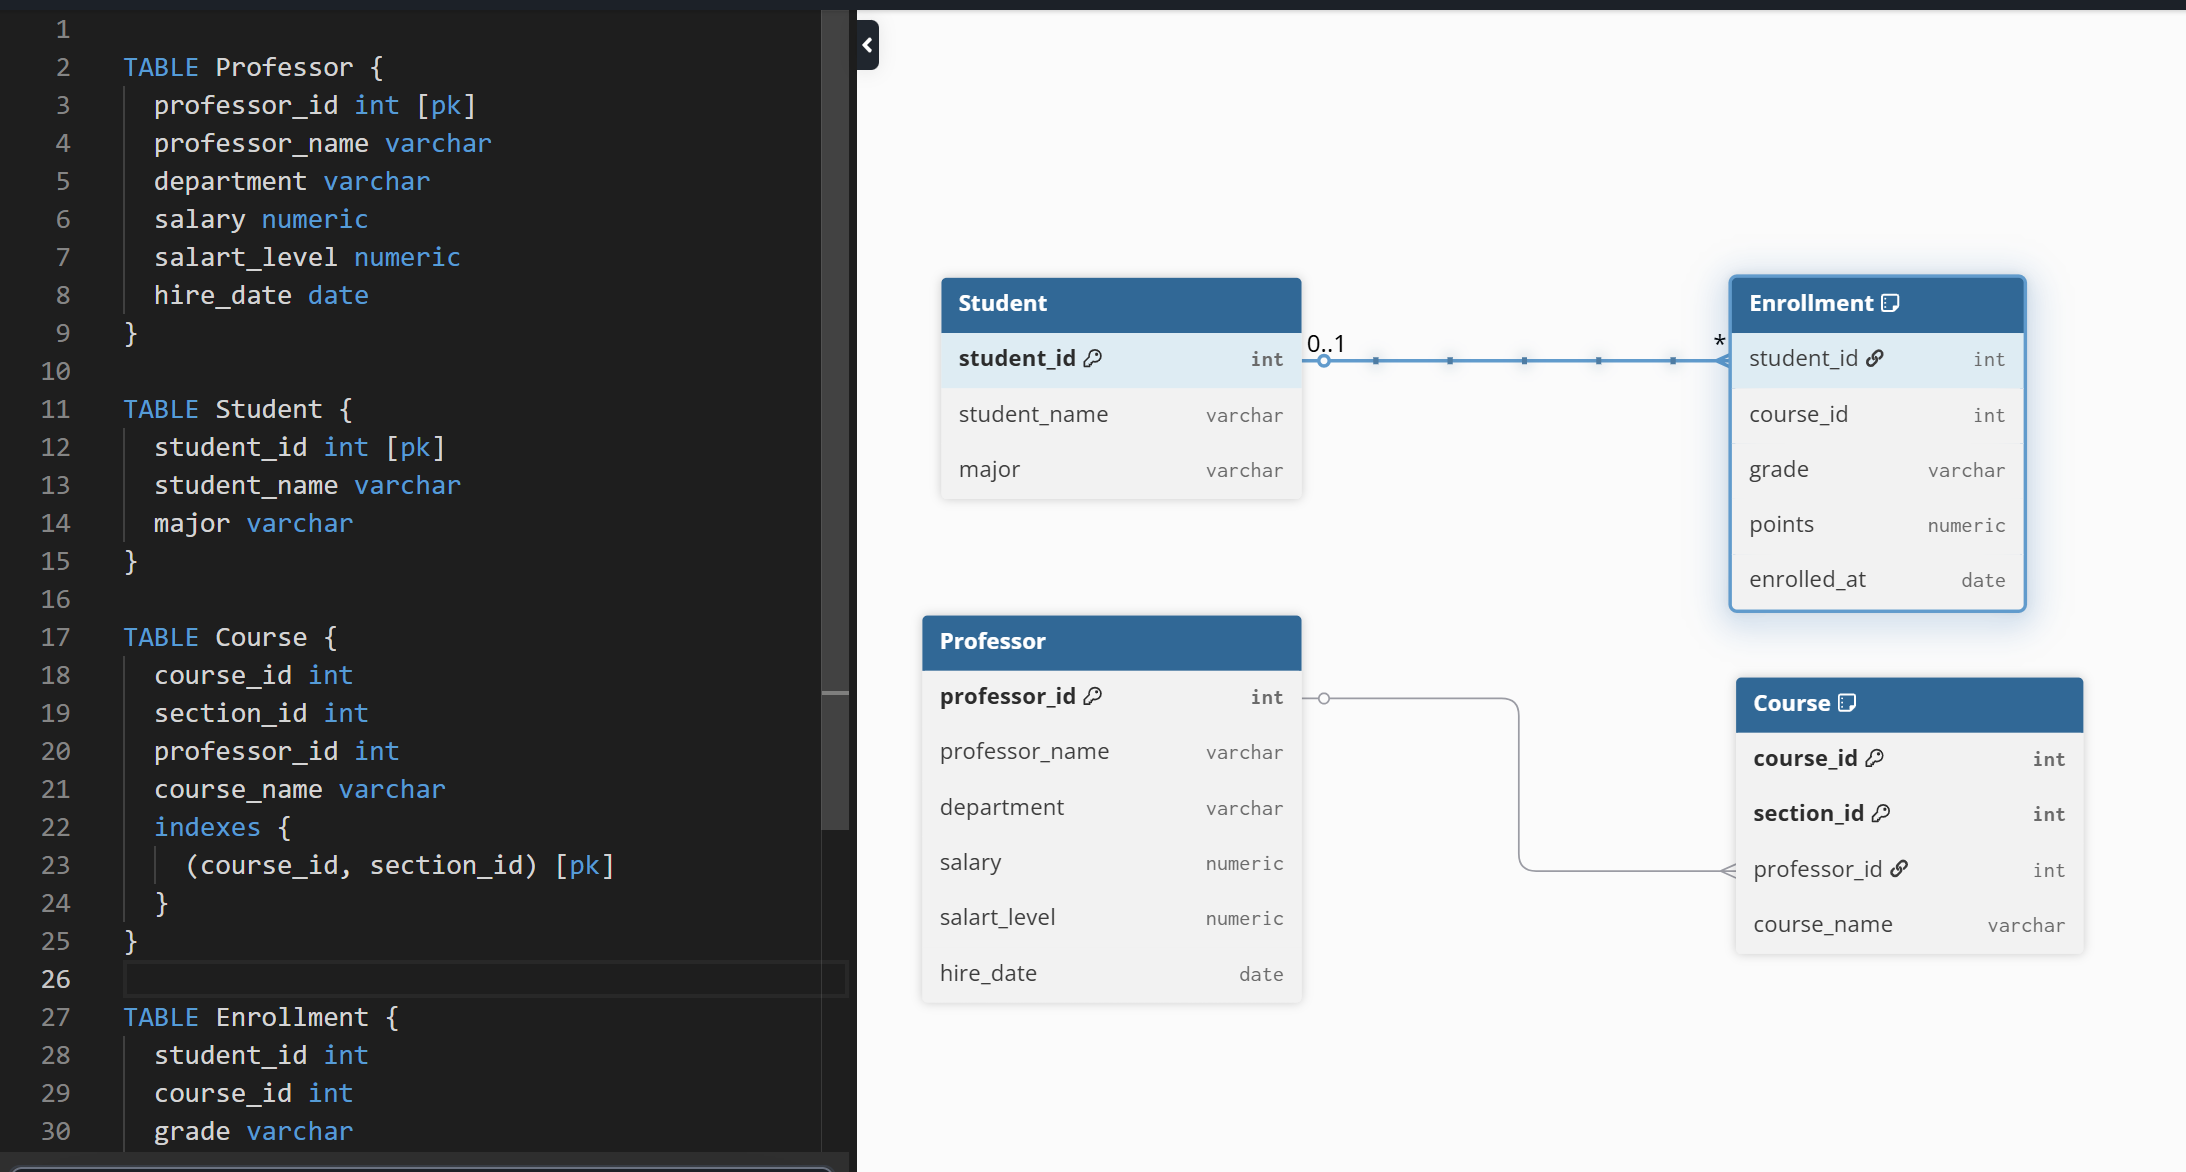 1
2 TABLE Professor {
3 professor_id int [pk]
4 professor_name varchar
5 department varchar
6 salary numeric
7 salart_level numeric
8 hire_date date
9 }
10
11 TABLE Student {
12 student_id int [pk]
13 student_name varchar
14 major varchar
15 }
16
17 TABLE Course {
18 course_id int
19 section_id int
20 professor_id int
21 course_name varchar
22 indexes {
23 (course_id, section_id) [pk]
24 }
25 }
26
27 TABLE Enrollment {
28 student_id int
29 course_id int
30 grade varchar
Student
student_id int
student_name varchar
major varchar
0..1
*
Enrollment
student_id int
course_id int
grade varchar
points numeric
enrolled_at date
Professor
professor_id int
professor_name varchar
department varchar
salary numeric
salart_level numeric
hire_date date
Course
course_id int
section_id int
professor_id int
course_name varchar